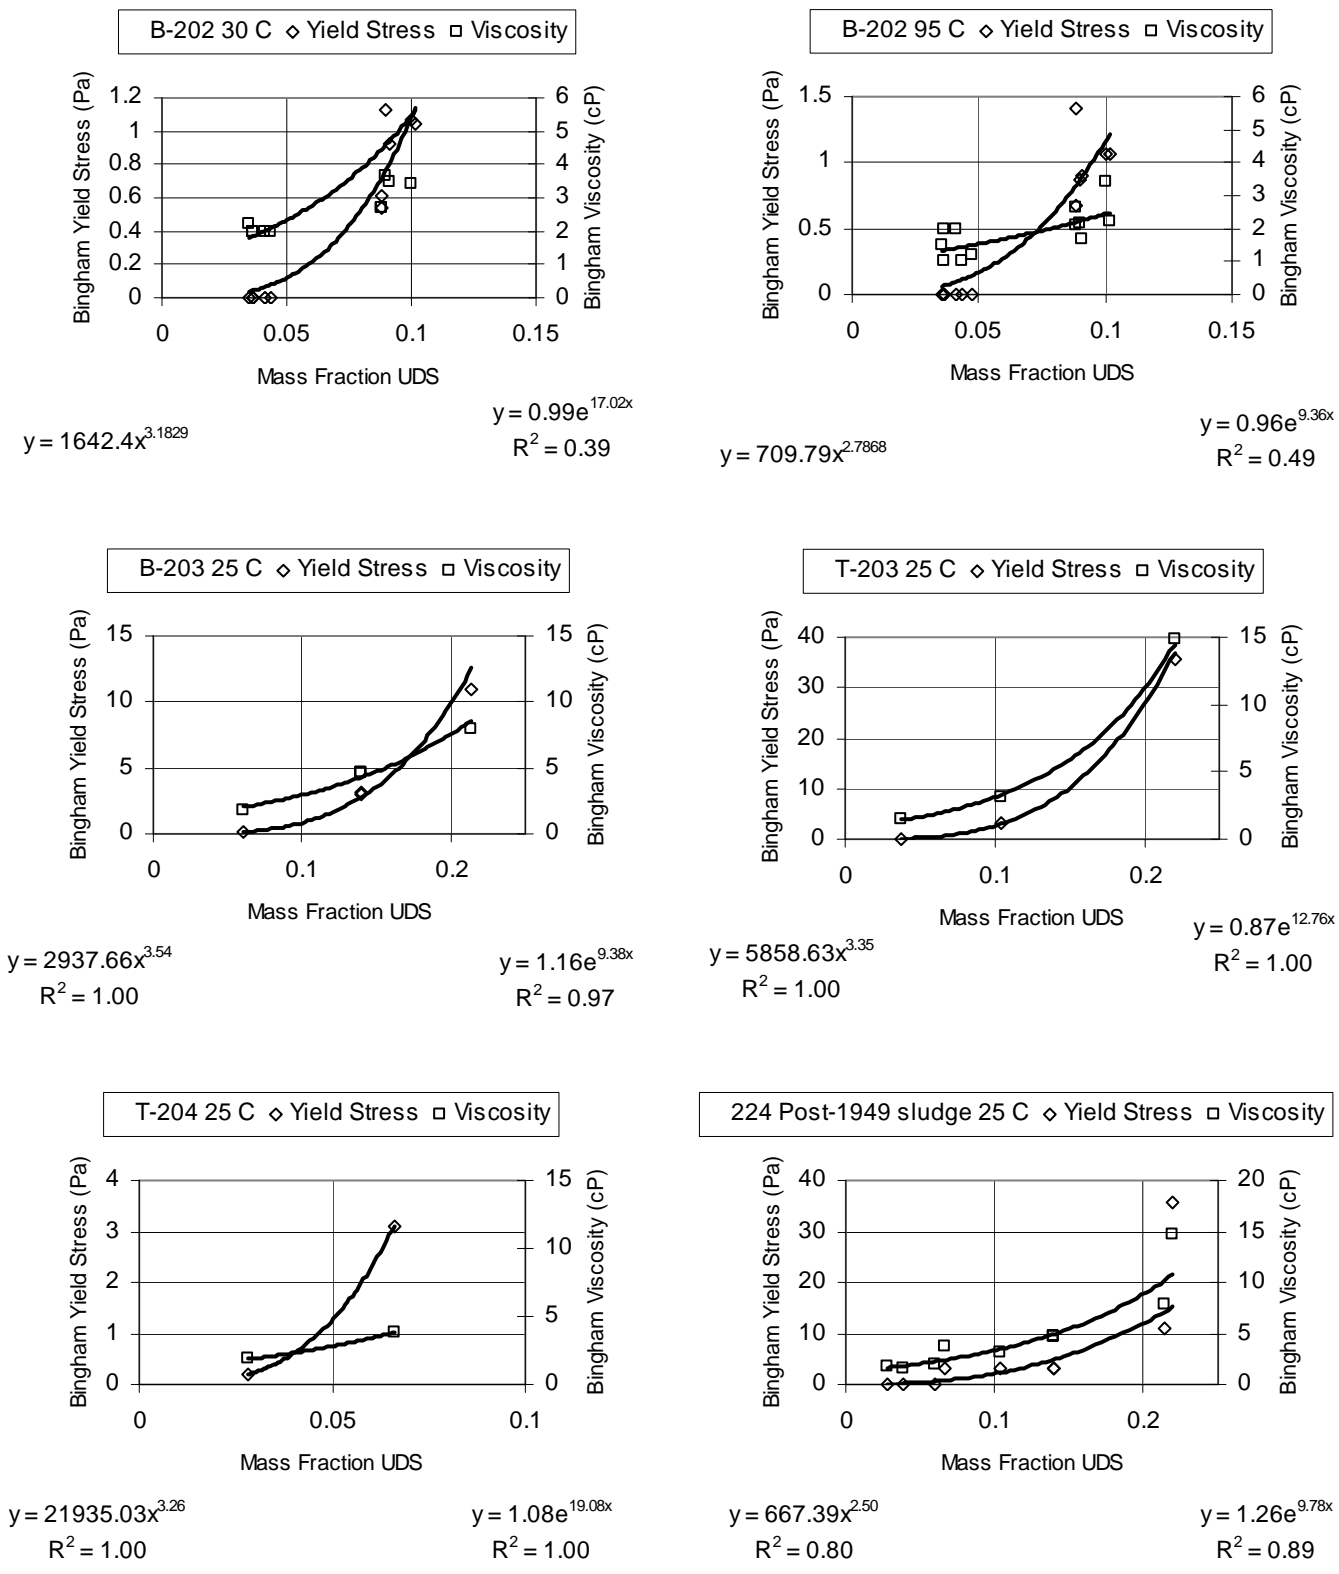 B-202 30 C ◇ Yield Stress □ Viscosity
Bingham Yield Stress (Pa)
1.2
1
0.8
0.6
0.4
0.2
0
6
5
4
3
2
1
0
Bingham Viscosity (cP)
0 0.05 0.1 0.15
Mass Fraction UDS
y = 1642.4x^3.1829
y = 0.99e^17.02x
R² = 0.39
B-202 95 C ◇ Yield Stress □ Viscosity
Bingham Yield Stress (Pa)
1.5
1
0.5
0
6
5
4
3
2
1
0
Bingham Viscosity (cP)
0 0.05 0.1 0.15
Mass Fraction UDS
y = 709.79x^2.7868
y = 0.96e^9.36x
R² = 0.49
B-203 25 C ◇ Yield Stress □ Viscosity
Bingham Yield Stress (Pa)
15
10
5
0
15
10
5
0
Bingham Viscosity (cP)
0 0.1 0.2
Mass Fraction UDS
y = 2937.66x^3.54
R² = 1.00
y = 1.16e^9.38x
R² = 0.97
T-203 25 C ◇ Yield Stress □ Viscosity
Bingham Yield Stress (Pa)
40
30
20
10
0
15
10
5
0
Bingham Viscosity (cP)
0 0.1 0.2
Mass Fraction UDS
y = 5858.63x^3.35
R² = 1.00
y = 0.87e^12.76x
R² = 1.00
T-204 25 C ◇ Yield Stress □ Viscosity
Bingham Yield Stress (Pa)
4
3
2
1
0
15
10
5
0
Bingham Viscosity (cP)
0 0.05 0.1
Mass Fraction UDS
y = 21935.03x^3.26
R² = 1.00
y = 1.08e^19.08x
R² = 1.00
224 Post-1949 sludge 25 C ◇ Yield Stress □ Viscosity
Bingham Yield Stress (Pa)
40
30
20
10
0
20
15
10
5
0
Bingham Viscosity (cP)
0 0.1 0.2
Mass Fraction UDS
y = 667.39x^2.50
R² = 0.80
y = 1.26e^9.78x
R² = 0.89